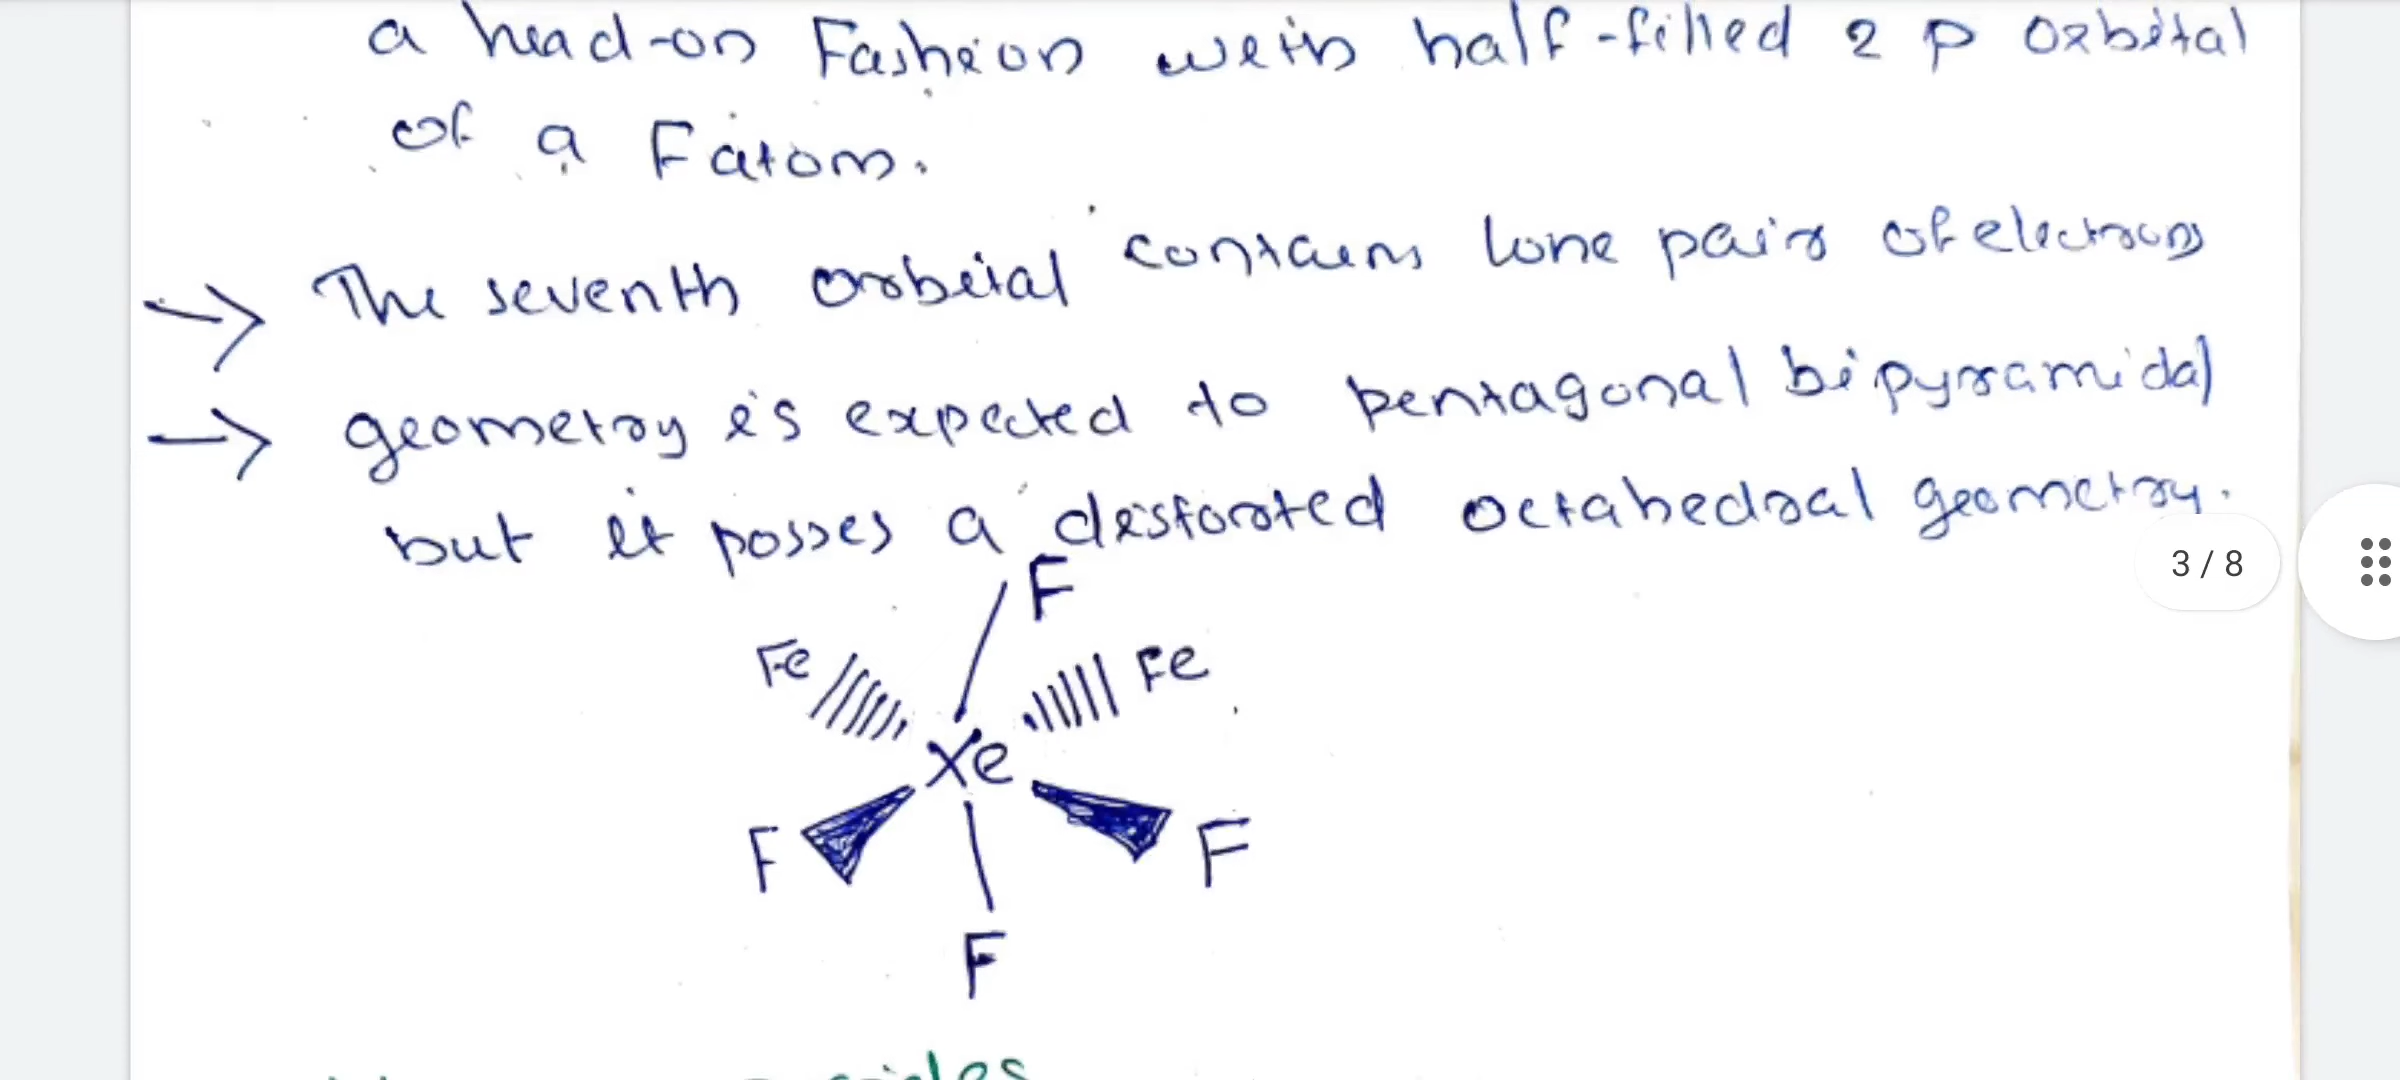 a head-on Fashion with half-filled 2 p orbital
of a F atom.
→ The seventh orbital contains lone pair of electrons
→ geometry is expected to pentagonal bipyramidal
but it posses a distorted octahedral geometry.
3 / 8
F
Fe Fe
Xe
F F
F